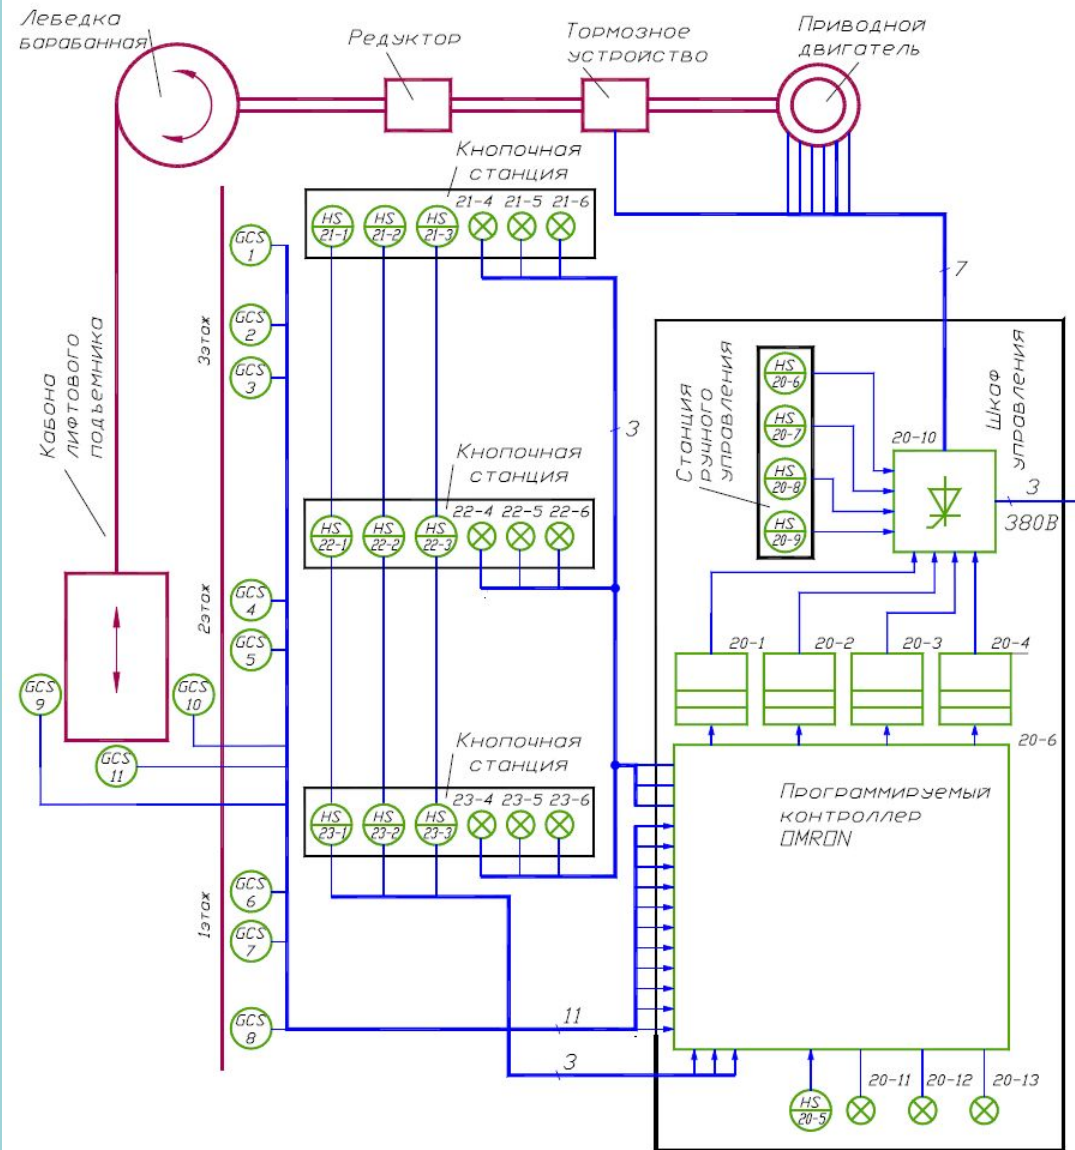 Лебедка
барабанная
Редуктор
Тормозное
устройство
Приводной
двигатель
Кнопочная
станция
HS
21-1
HS
21-2
HS
21-3
21-4
21-5
21-6
GCS
1
GCS
2
GCS
3
3этаж
7
Кабона
лифтового
подъемника
3
Станция
ручного
управления
HS
20-6
HS
20-7
HS
20-8
HS
20-9
20-10
Шкаф
управления
3
380В
Кнопочная
станция
HS
22-1
HS
22-2
HS
22-3
22-4
22-5
22-6
GCS
4
GCS
5
2этаж
GCS
9
GCS
10
GCS
11
20-1
20-2
20-3
20-4
20-6
Программируемый
контроллер
OMRON
Кнопочная
станция
HS
23-1
HS
23-2
HS
23-3
23-4
23-5
23-6
GCS
6
GCS
7
1этаж
GCS
8
11
3
HS
20-5
20-11
20-12
20-13